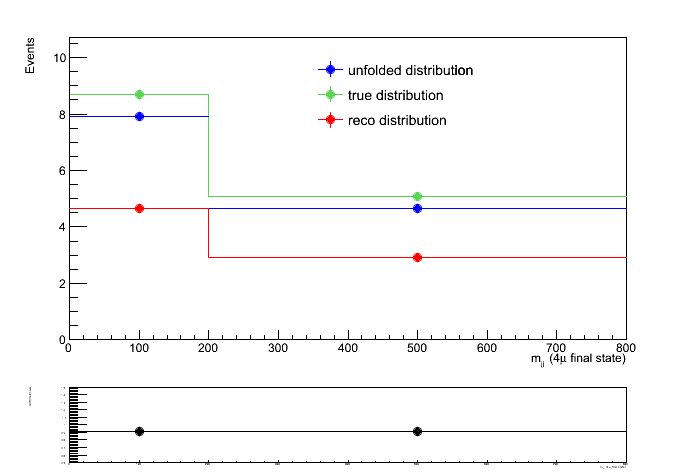 Events
10
8
6
4
2
0
unfolded distribution
true distribution
reco distribution
0 100 200 300 400 500 600 700 800
m_jj (4μ final state)